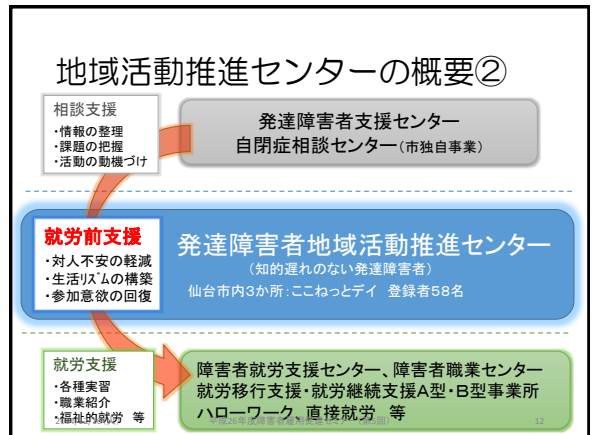 地域活動推進センターの概要②
相談支援
・情報の整理
・課題の把握
・活動の動機づけ
発達障害者支援センター
自閉症相談センター(市独自事業)
就労前支援
・対人不安の軽減
・生活リズムの構築
・参加意欲の回復
発達障害者地域活動推進センター
(知的遅れのない発達障害者)
仙台市内3か所:ここねっとデイ 登録者58名
就労支援
・各種実習
・職業紹介
・福祉的就労 等
障害者就労支援センター、障害者職業センター
就労移行支援・就労継続支援A型・B型事業所
ハローワーク、直接就労 等
12